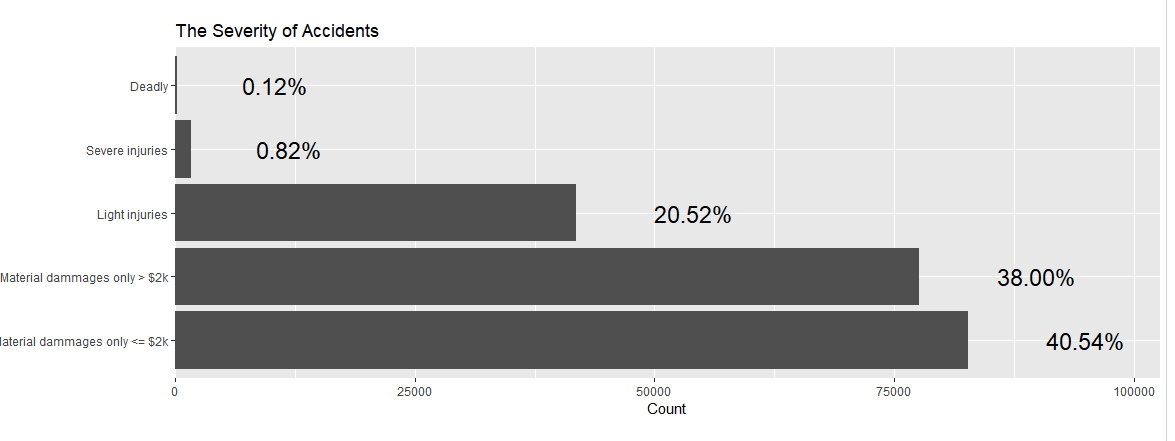 The Severity of Accidents
Deadly
0.12%
Severe injuries
0.82%
Light injuries
20.52%
Material dammages only > $2k
38.00%
aterial dammages only <= $2k
40.54%
0 25000 50000 75000 100000
Count